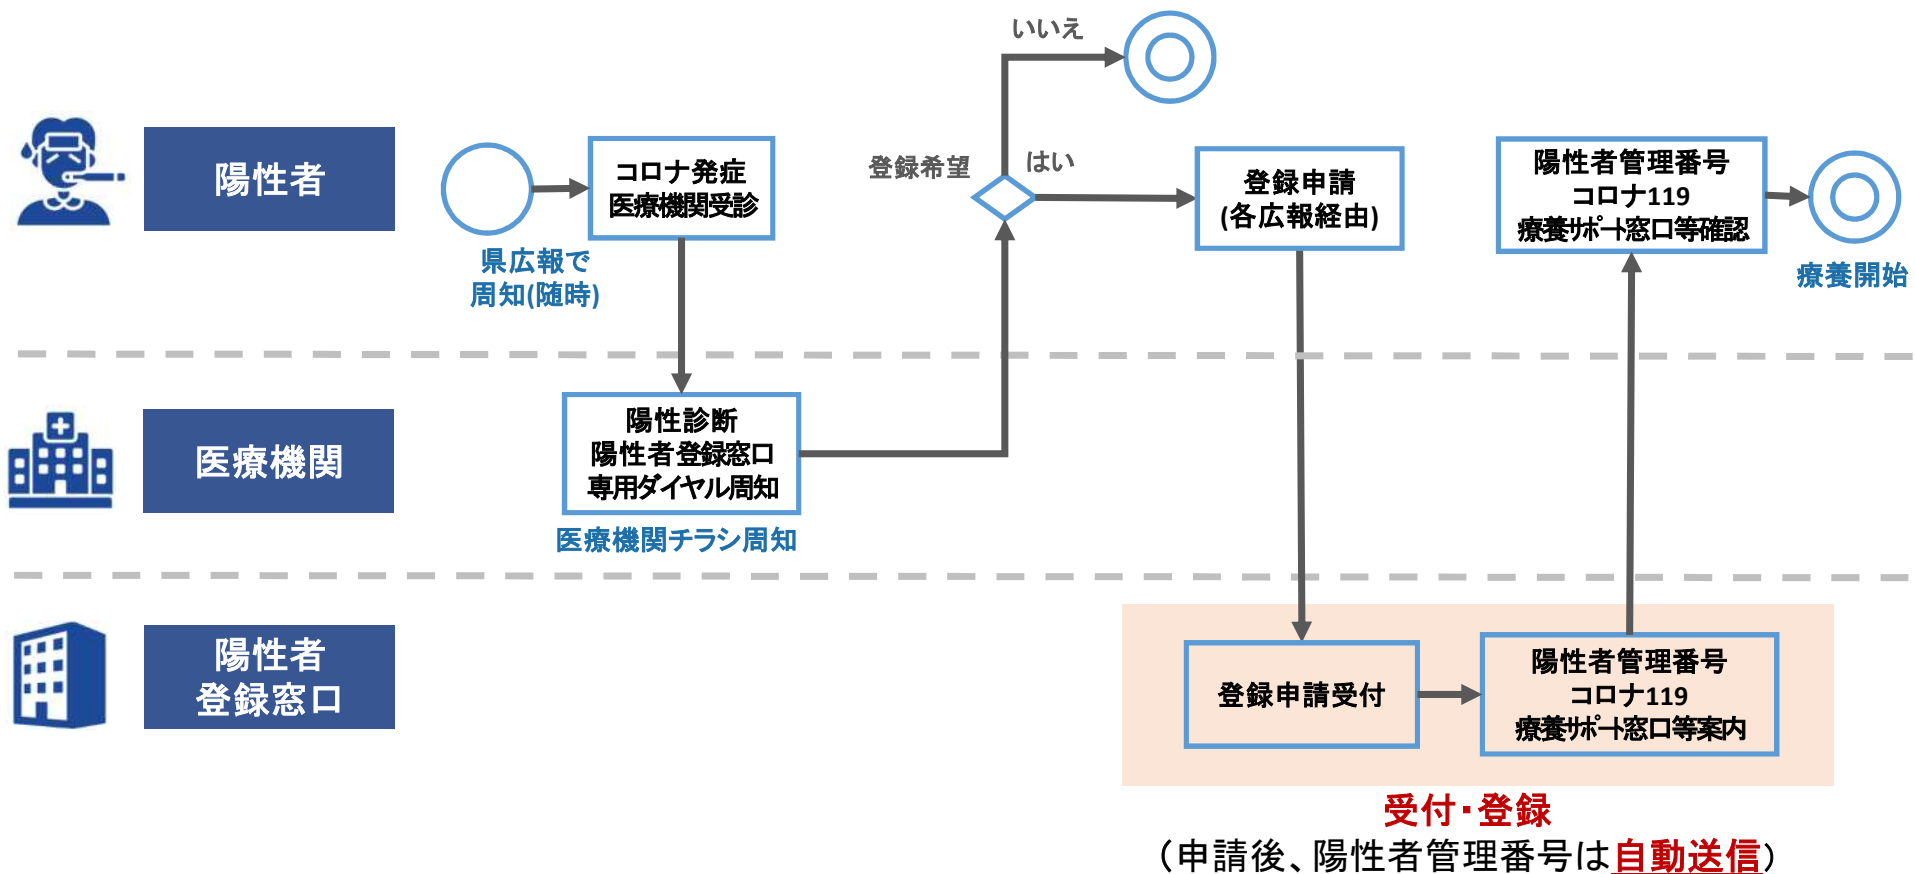 いいえ
陽性者
コロナ発症
医療機関受診
県広報で
周知(随時)
登録希望
はい
登録申請
(各広報経由)
陽性者管理番号
コロナ119
療養サポート窓口等確認
療養開始
医療機関
陽性診断
陽性者登録窓口
専用ダイヤル周知
医療機関チラシ周知
陽性者
登録窓口
登録申請受付
陽性者管理番号
コロナ119
療養サポート窓口等案内
受付・登録
（申請後、陽性者管理番号は自動送信）